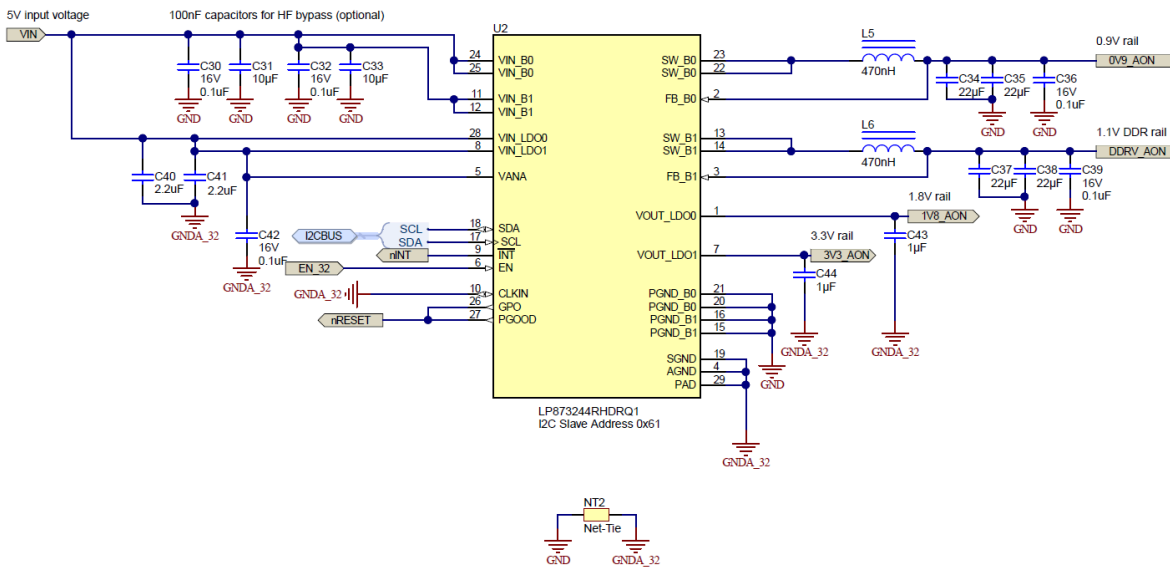 5V input voltage
100nF capacitors for HF bypass (optional)
VIN
C30
16V
0.1uF
GND
C31
10µF
GND
C32
16V
0.1uF
GND
C33
10µF
GND
C40
2.2uF
C41
2.2uF
GNDA_32
C42
16V
0.1uF
GNDA_32
I2CBUS
SCL
SDA
nINT
EN_32
GNDA_32
nRESET
U2
24 VIN_B0
25 VIN_B0
11 VIN_B1
12 VIN_B1
28 VIN_LDO0
8 VIN_LDO1
5 VANA
18 SDA
17 SCL
9 INT
6 EN
10 CLKIN
26 GPO
27 PGOOD
SW_B0 23
SW_B0 22
FB_B0 2
SW_B1 13
SW_B1 14
FB_B1 3
VOUT_LDO0 1
VOUT_LDO1 7
PGND_B0 21
PGND_B0 20
PGND_B1 16
PGND_B1 15
SGND 19
AGND 4
PAD 29
LP873244RHDRQ1
I2C Slave Address 0x61
L5
470nH
0.9V rail
0V9_AON
C34
22µF
C35
22µF
GND
C36
16V
0.1uF
GND
L6
470nH
1.1V DDR rail
DDRV_AON
C37
22µF
C38
22µF
GND
C39
16V
0.1uF
GND
1.8V rail
1V8_AON
C43
1µF
GNDA_32
3.3V rail
3V3_AON
C44
1µF
GNDA_32
GND
GNDA_32
NT2
Net-Tie
GND
GNDA_32